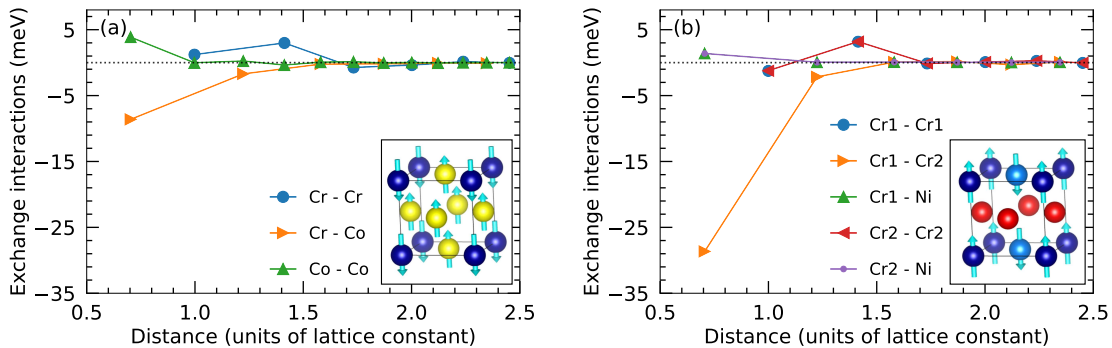 (a)
Exchange interactions (meV)
5
−5
−15
−25
−35
Cr - Cr
Cr - Co
Co - Co
0.5 1.0 1.5 2.0 2.5
Distance (units of lattice constant)
(b)
Exchange interactions (meV)
5
−5
−15
−25
−35
Cr1 - Cr1
Cr1 - Cr2
Cr1 - Ni
Cr2 - Cr2
Cr2 - Ni
0.5 1.0 1.5 2.0 2.5
Distance (units of lattice constant)